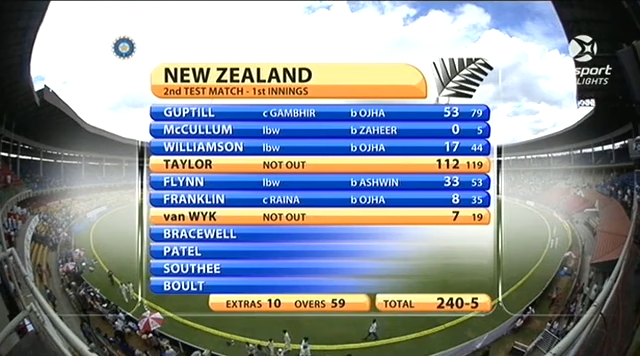 NEW ZEALAND
2nd TEST MATCH - 1st INNINGS
GUPTILL c GAMBHIR b OJHA 53 79
McCULLUM lbw b ZAHEER 0 5
WILLIAMSON lbw b OJHA 17 44
TAYLOR NOT OUT 112 119
FLYNN lbw b ASHWIN 33 53
FRANKLIN c RAINA b OJHA 8 35
van WYK NOT OUT 7 19
BRACEWELL
PATEL
SOUTHEE
BOULT
EXTRAS 10 OVERS 59 TOTAL 240-5